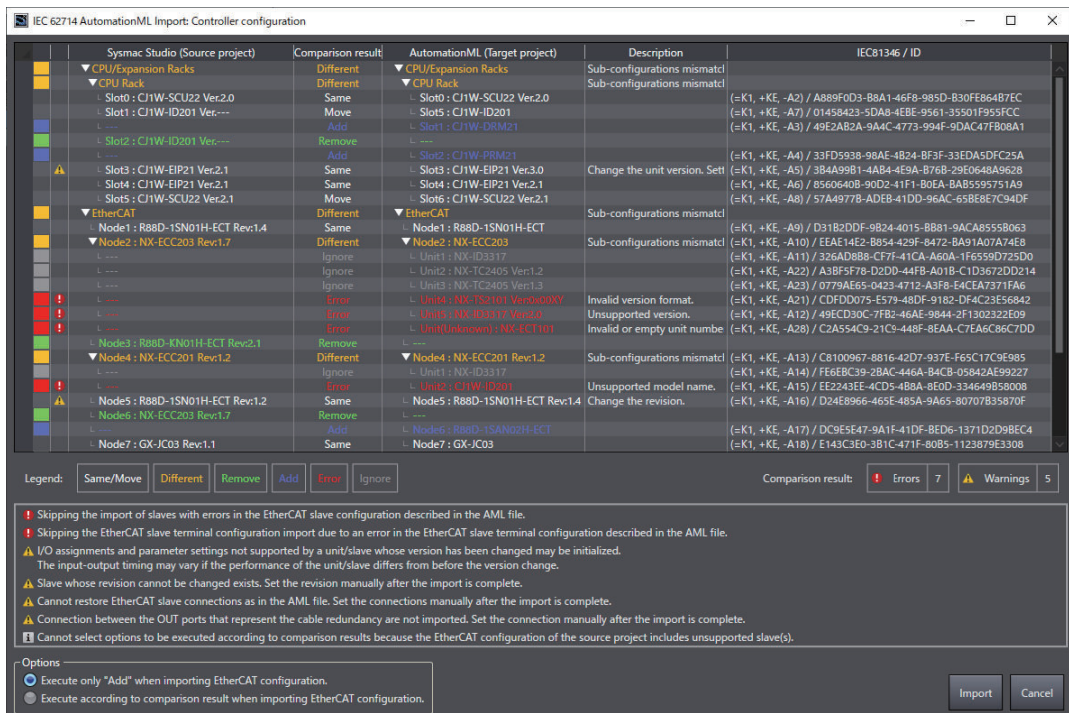 IEC 62714 AutomationML Import: Controller configuration
Sysmac Studio (Source project) Comparison result AutomationML (Target project) Description IEC81346 / ID
▼CPU/Expansion Racks Different ▼CPU/Expansion Racks Sub-configurations mismatcl
▼CPU Rack Different ▼CPU Rack Sub-configurations mismatcl
Slot0 : CJ1W-SCU22 Ver.2.0 Same Slot0 : CJ1W-SCU22 Ver.2.0 (=K1, +KE, -A2) / A889F0D3-B8A1-46F8-985D-B30FE864B7EC
Slot1 : CJ1W-ID201 Ver.--- Move Slot5 : CJ1W-ID201 (=K1, +KE, -A7) / 01458423-5DA8-4EBE-9561-35501F955FCC
--- Add Slot1 : CJ1W-DRM21 (=K1, +KE, -A3) / 49E2AB2A-9A4C-4773-994F-9DAC47FB08A1
Slot2 : CJ1W-ID201 Ver.--- Remove ---
--- Add Slot2 : CJ1W-PRM21 (=K1, +KE, -A4) / 33FD5938-98AE-4B24-BF3F-33EDA5DFC25A
Slot3 : CJ1W-EIP21 Ver.2.1 Same Slot3 : CJ1W-EIP21 Ver.3.0 Change the unit version. Sett (=K1, +KE, -A5) / 3B4A99B1-4AB4-4E9A-B76B-29E0648A9628
Slot4 : CJ1W-EIP21 Ver.2.1 Same Slot4 : CJ1W-EIP21 Ver.2.1 (=K1, +KE, -A6) / 8560640B-90D2-41F1-B0EA-BAB5595751A9
Slot5 : CJ1W-SCU22 Ver.2.1 Move Slot6 : CJ1W-SCU22 Ver.2.1 (=K1, +KE, -A8) / 57A4977B-ADEB-41DD-96AC-65BE8E7C94DF
▼EtherCAT Different ▼EtherCAT Sub-configurations mismatcl
Node1 : R88D-1SN01H-ECT Rev:1.4 Same Node1 : R88D-1SN01H-ECT (=K1, +KE, -A9) / D31B2DDF-9B24-4015-BB81-9ACA8555B063
▼Node2 : NX-ECC203 Rev:1.7 Different ▼Node2 : NX-ECC203 Sub-configurations mismatcl (=K1, +KE, -A10) / EEAE14E2-B854-429F-8472-BA91A07A74E8
--- Ignore Unit1 : NX-ID3317 (=K1, +KE, -A11) / 326AD8B8-CF7F-41CA-A60A-1F6559D725D0
--- Ignore Unit2 : NX-TC2405 Ver:1.2 (=K1, +KE, -A22) / A3BF5F78-D2DD-44FB-A01B-C1D3672DD214
--- Ignore Unit3 : NX-TC2405 Ver:1.3 (=K1, +KE, -A23) / 0779AE65-0423-4712-A3F8-E4CEA7371FA6
--- Error Unit4 : NX-TS2101 Ver:0x00XY Invalid version format. (=K1, +KE, -A21) / CDFDD075-E579-48DF-9182-DF4C23E56842
--- Error Unit5 : NX-ID3317 Ver:9.0 Unsupported version. (=K1, +KE, -A12) / 49ECD30C-7FB2-46AE-9844-2F1302322E09
--- Error Unit(Unknown) : NX-ECT101 Invalid or empty unit numbe (=K1, +KE, -A28) / C2A554C9-21C9-448F-8EAA-C7EA6C86C7DD
Node3 : R88D-KN01H-ECT Rev:2.1 Remove ---
▼Node4 : NX-ECC201 Rev:1.2 Different ▼Node4 : NX-ECC201 Rev:1.2 Sub-configurations mismatcl (=K1, +KE, -A13) / C8100967-8816-42D7-937E-F65C17C9E985
--- Ignore Unit1 : NX-ID3317 (=K1, +KE, -A14) / FE6EBC39-2BAC-446A-B4CB-05842AE99227
--- Error Unit2 : CJ1W-ID201 Unsupported model name. (=K1, +KE, -A15) / EE2243EE-4CD5-4B8A-8E0D-334649B58008
Node5 : R88D-1SN01H-ECT Rev:1.2 Same Node5 : R88D-1SN01H-ECT Rev:1.4 Change the revision. (=K1, +KE, -A16) / D24E8966-465E-485A-9A65-80707B35870F
Node6 : NX-ECC203 Rev:1.7 Remove ---
--- Add Node6 : R88D-1SAN02H-ECT (=K1, +KE, -A17) / DC9E5E47-9A1F-41DF-BED6-1371D2D9BEC4
Node7 : GX-JC03 Rev:1.1 Same Node7 : GX-JC03 (=K1, +KE, -A18) / E143C3E0-3B1C-471F-80B5-1123879E3308
Legend: Same/Move Different Remove Add Error Ignore Comparison result: Errors 7 Warnings 5
Skipping the import of slaves with errors in the EtherCAT slave configuration described in the AML file.
Skipping the EtherCAT slave terminal configuration import due to an error in the EtherCAT slave terminal configuration described in the AML file.
I/O assignments and parameter settings not supported by a unit/slave whose version has been changed may be initialized.
The input-output timing may vary if the performance of the unit/slave differs from before the version change.
Slave whose revision cannot be changed exists. Set the revision manually after the import is complete.
Cannot restore EtherCAT slave connections as in the AML file. Set the connections manually after the import is complete.
Connection between the OUT ports that represent the cable redundancy are not imported. Set the connection manually after the import is complete.
Cannot select options to be executed according to comparison results because the EtherCAT configuration of the source project includes unsupported slave(s).
Options
Execute only "Add" when importing EtherCAT configuration.
Execute according to comparison result when importing EtherCAT configuration.
Import Cancel